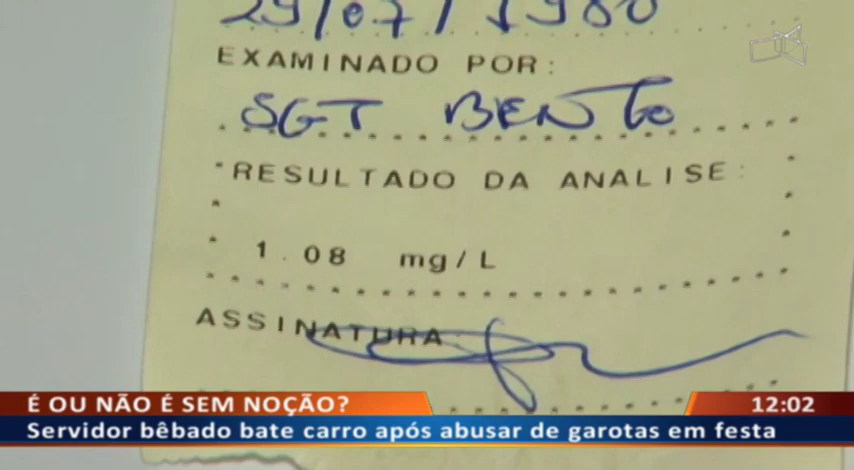 29/07/1980
EXAMINADO POR:
SGT BENTO
*RESULTADO DA ANALISE:
1.08 mg/L
ASSINATURA
É OU NÃO É SEM NOÇÃO?
12:02
Servidor bêbado bate carro após abusar de garotas em festa